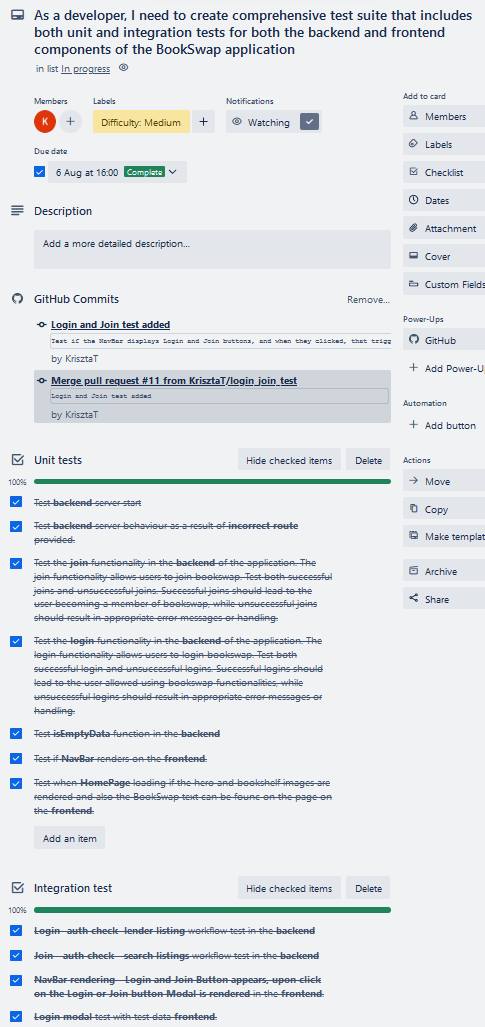 As a developer, I need to create comprehensive test suite that includes
both unit and integration tests for both the backend and frontend
components of the BookSwap application
in list In progress
Members
Labels
Notifications
K
Difficulty: Medium
Watching
Due date
6 Aug at 16:00 Complete
Description
Add a more detailed description...
GitHub Commits
Remove...
Login and Join test added
Test if the NavBar displays Login and Join buttons, and when they clicked, that trigg
by KrisztaT
Merge pull request #11 from KrisztaT/login_join_test
Login and Join test added
by KrisztaT
Unit tests
Hide checked items
Delete
100%
Test backend server start
Test backend server behaviour as a result of incorrect route
provided.
Test the join functionality in the backend of the application. The
join functionality allows users to join bookswap. Test both successful
joins and unsuccessful joins. Successful joins should lead to the
user becoming a member of bookswap, while unsuccessful joins
should result in appropriate error messages or handling.
Test the login functionality in the backend of the application. The
login functionality allows users to login bookswap. Test both
successful login and unsuccessful logins. Successful logins should
lead to the user allowed using bookswap functionalities, while
unsuccessful logins should result in appropriate error messages or
handling.
Test isEmptyData function in the backend
Test if NavBar renders on the frontend.
Test when HomePage loading if the hero and bookshelf images are
rendered and also the BookSwap text can be found on the page on
the frontend.
Add an item
Integration test
Hide checked items
Delete
100%
Login - auth check -lender listing workflow test in the backend
Join - auth check - search listings workflow test in the backend
NavBar rendering - Login and Join Button appears, upon click
on the Login or Join button Modal is rendered in the frontend.
Login modal test with test data frontend.
Add to card
Members
Labels
Checklist
Dates
Attachment
Cover
Custom Fields
Power-Ups
GitHub
Add Power-U
Automation
Add button
Actions
Move
Copy
Make templat
Archive
Share